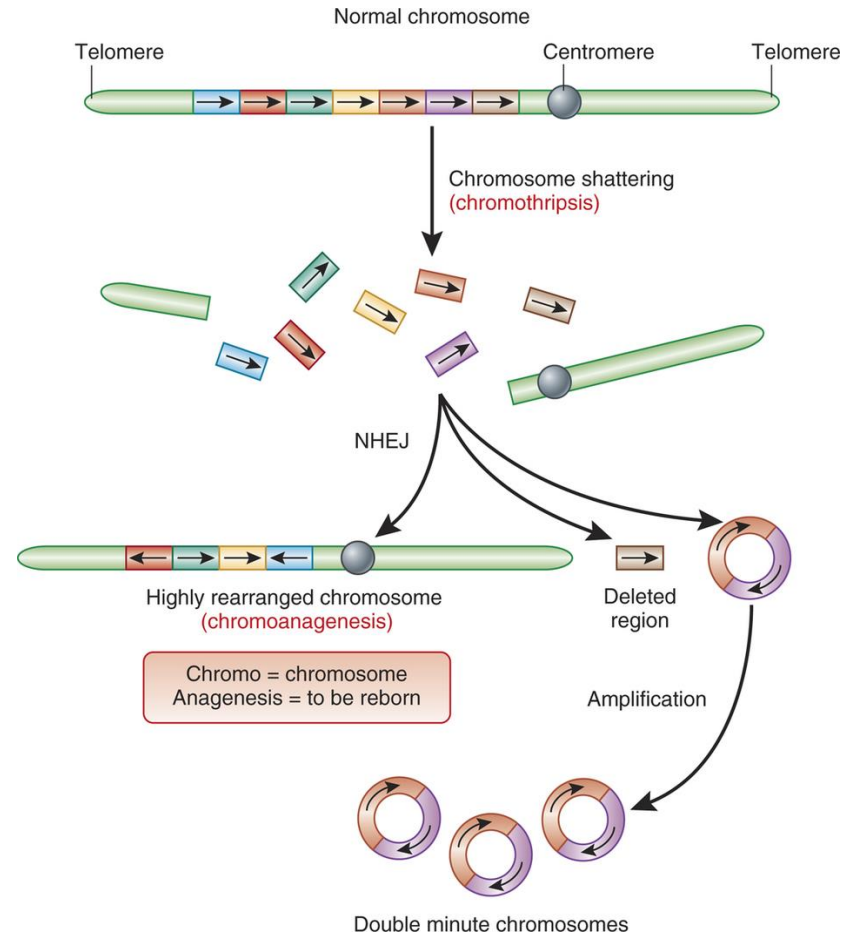 Normal chromosome
Telomere
Centromere
Telomere
Chromosome shattering
(chromothripsis)
NHEJ
Highly rearranged chromosome
(chromoanagenesis)
Deleted
region
Chromo = chromosome
Anagenesis = to be reborn
Amplification
Double minute chromosomes